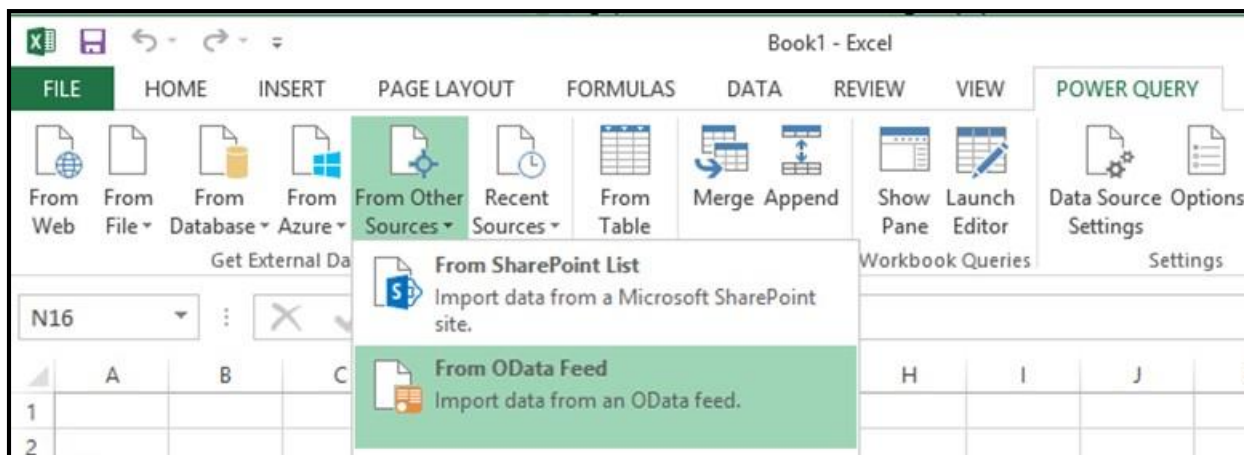 Book1 - Excel
FILE HOME INSERT PAGE LAYOUT FORMULAS DATA REVIEW VIEW POWER QUERY
From Web
From File
From Database
From Azure
From Other Sources
Recent Sources
From Table
Merge
Append
Show Pane
Launch Editor
Data Source Settings
Options
Get External Da
Workbook Queries
Settings
From SharePoint List
Import data from a Microsoft SharePoint
site.
From OData Feed
Import data from an OData feed.
N16
A B C H I J
1
2